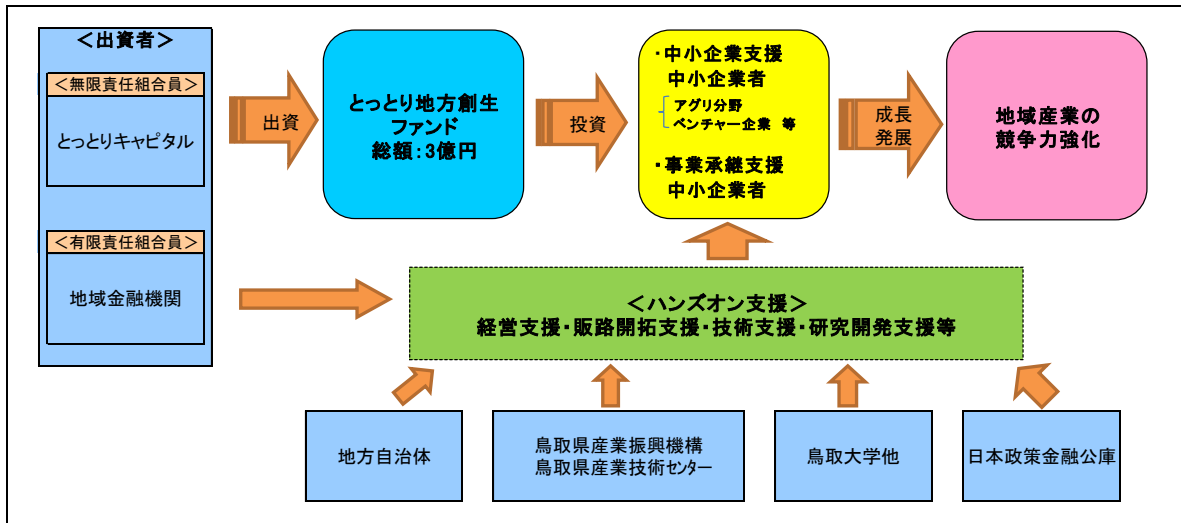 ＜出資者＞
＜無限責任組合員＞
とっとりキャピタル
＜有限責任組合員＞
地域金融機関
出資
とっとり地方創生
ファンド
総額：3億円
投資
・中小企業支援
中小企業者
アグリ分野
ベンチャー企業 等
・事業承継支援
中小企業者
成長
発展
地域産業の
競争力強化
＜ハンズオン支援＞
経営支援・販路開拓支援・技術支援・研究開発支援等
地方自治体
鳥取県産業振興機構
鳥取県産業技術センター
鳥取大学他
日本政策金融公庫